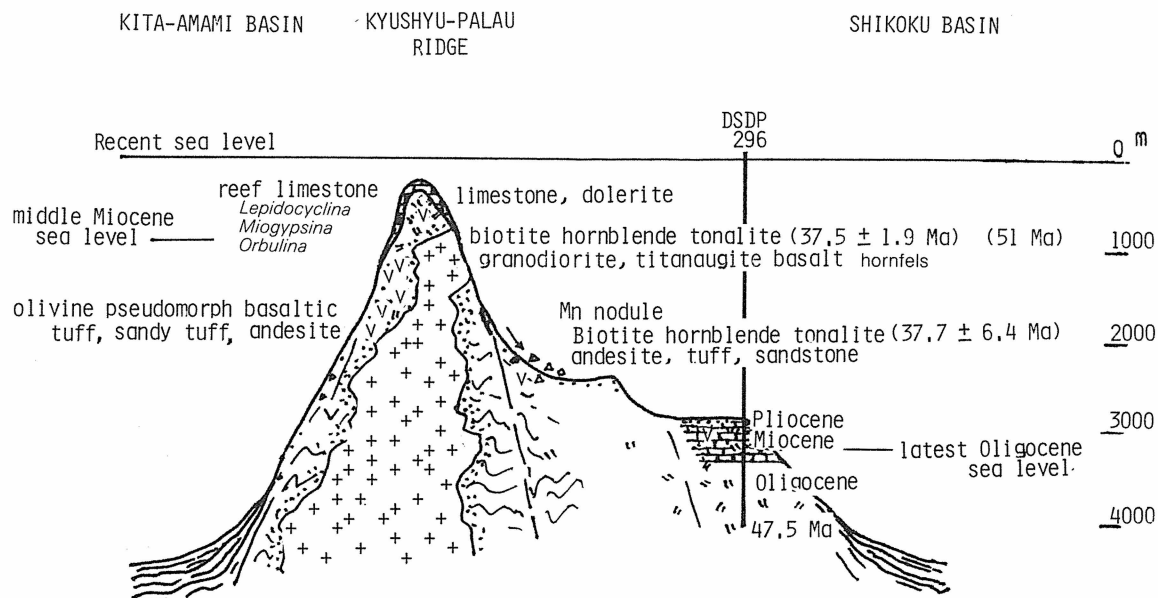 KITA-AMAMI BASIN
KYUSHYU-PALAU
RIDGE
SHIKOKU BASIN
DSDP
296
Recent sea level
0 m
reef limestone
Lepidocyclina
Miogypsina
Orbulina
limestone, dolerite
middle Miocene
sea level
biotite hornblende tonalite (37.5 ± 1.9 Ma) (51 Ma)
granodiorite, titanaugite basalt hornfels
1000
olivine pseudomorph basaltic
tuff, sandy tuff, andesite
Mn nodule
Biotite hornblende tonalite (37.7 ± 6.4 Ma)
andesite, tuff, sandstone
2000
Pliocene
Miocene
3000
latest Oligocene
sea level
Oligocene
47.5 Ma
4000